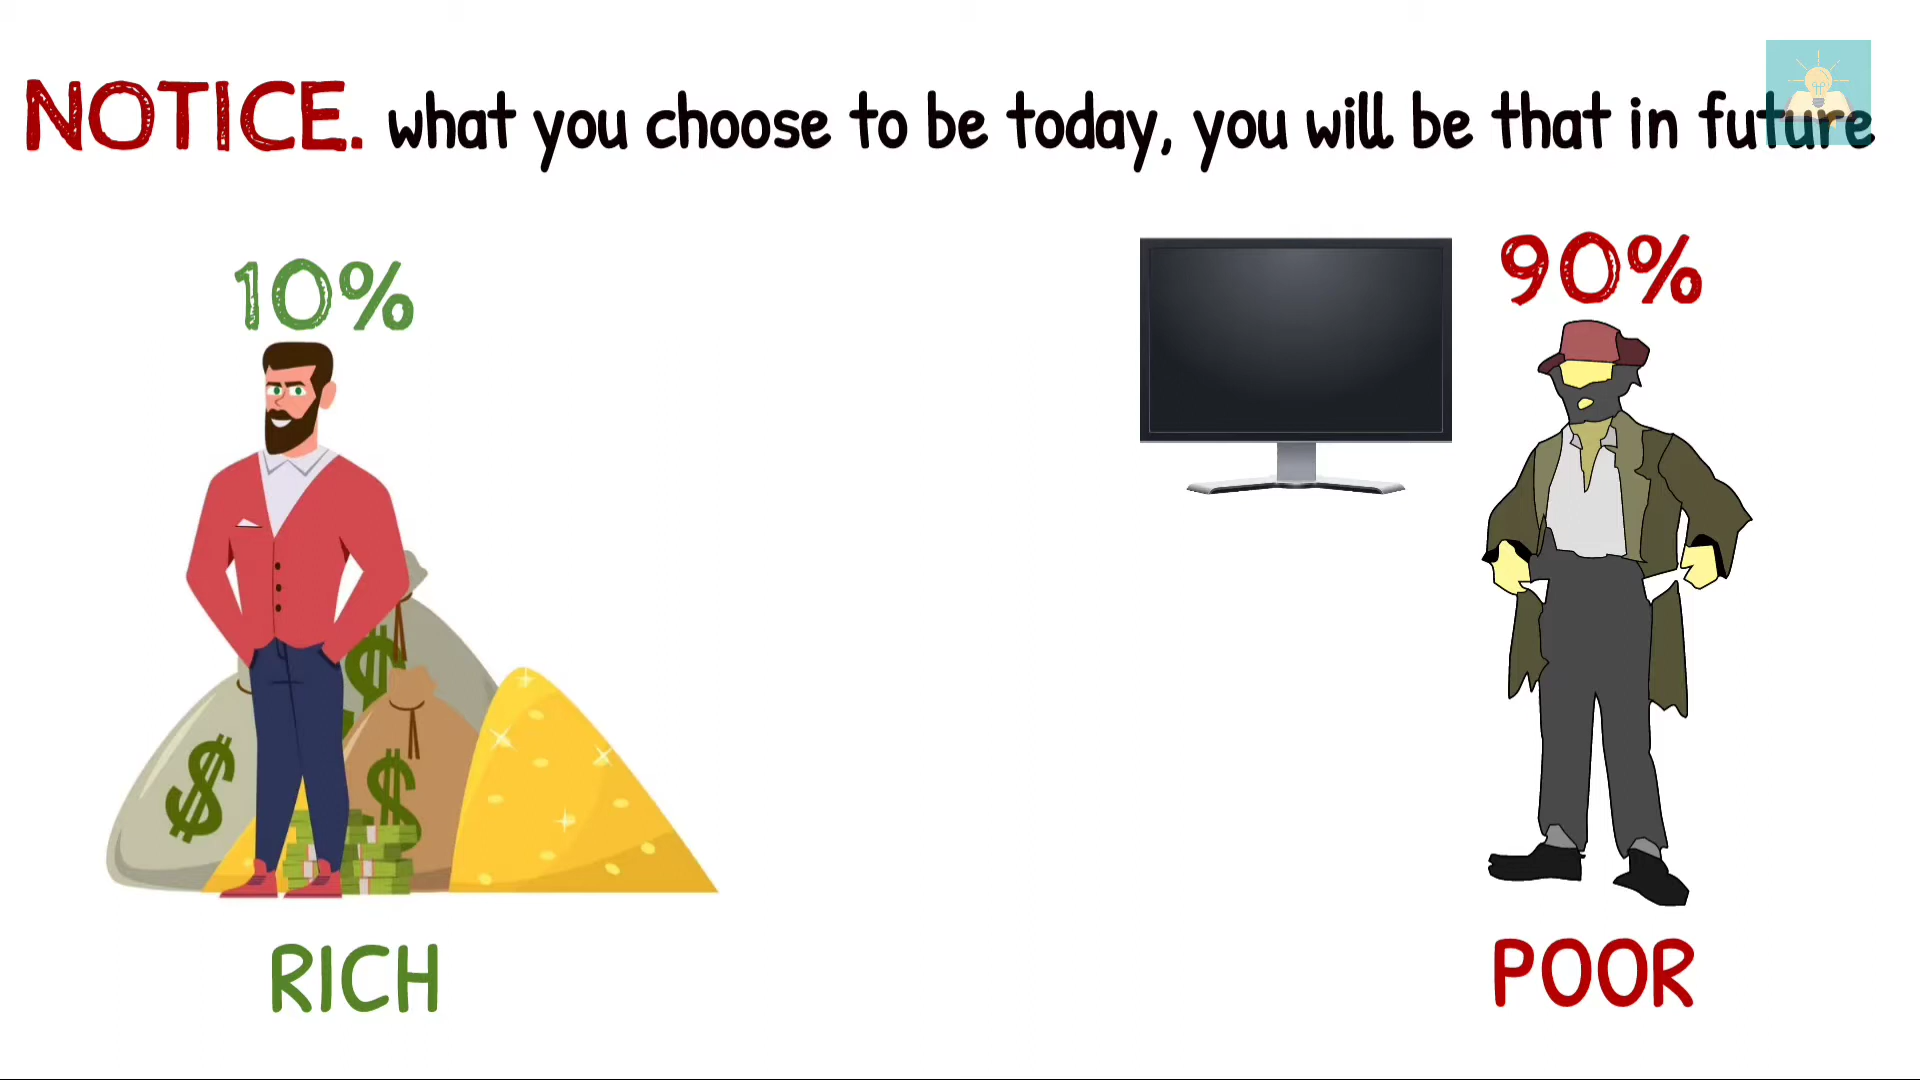 NOTICE. what you choose to be today, you will be that in future
10%
90%
$
$
$
RICH
POOR